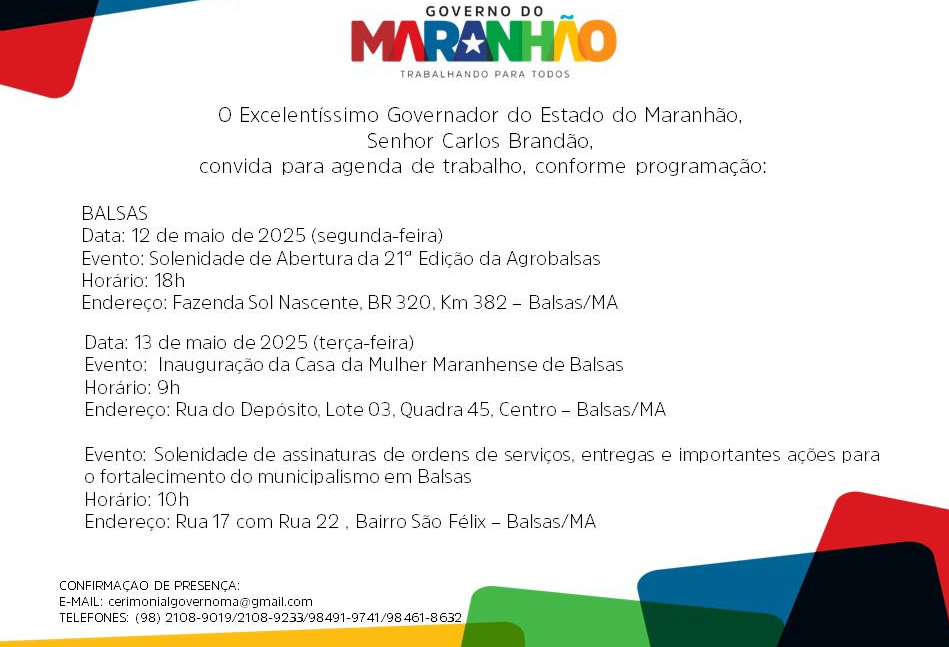 GOVERNO DO
MARANHÃO
TRABALHANDO PARA TODOS
O Excelentíssimo Governador do Estado do Maranhão,
Senhor Carlos Brandão,
convida para agenda de trabalho, conforme programação:
BALSAS
Data: 12 de maio de 2025 (segunda-feira)
Evento: Solenidade de Abertura da 21ª Edição da Agrobalsas
Horário: 18h
Endereço: Fazenda Sol Nascente, BR 320, Km 382 – Balsas/MA
Data: 13 de maio de 2025 (terça-feira)
Evento: Inauguração da Casa da Mulher Maranhense de Balsas
Horário: 9h
Endereço: Rua do Depósito, Lote 03, Quadra 45, Centro – Balsas/MA
Evento: Solenidade de assinaturas de ordens de serviços, entregas e importantes ações para
o fortalecimento do municipalismo em Balsas
Horário: 10h
Endereço: Rua 17 com Rua 22 , Bairro São Félix – Balsas/MA
CONFIRMAÇAO DE PRESENÇA:
E-MAIL: cerimonialgovernoma@gmail.com
TELEFONES: (98) 2108-9019/2108-9233/98491-9741/98461-8632